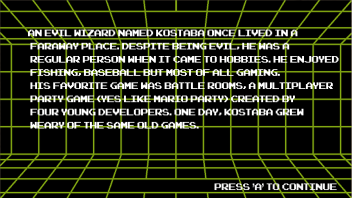 AN EVIL WIZARD NAMED KOSTABA ONCE LIVED IN A
FARAWAY PLACE. DESPITE BEING EVIL, HE WAS A
REGULAR PERSON WHEN IT CAME TO HOBBIES. HE ENJOYED
FISHING, BASEBALL BUT MOST OF ALL GAMING.
HIS FAVORITE GAME WAS BATTLE ROOMS, A MULTIPLAYER
PARTY GAME (YES LIKE MARIO PARTY) CREATED BY
FOUR YOUNG DEVELOPERS. ONE DAY, KOSTABA GREW
WEARY OF THE SAME OLD GAMES.
PRESS 'A' TO CONTINUE